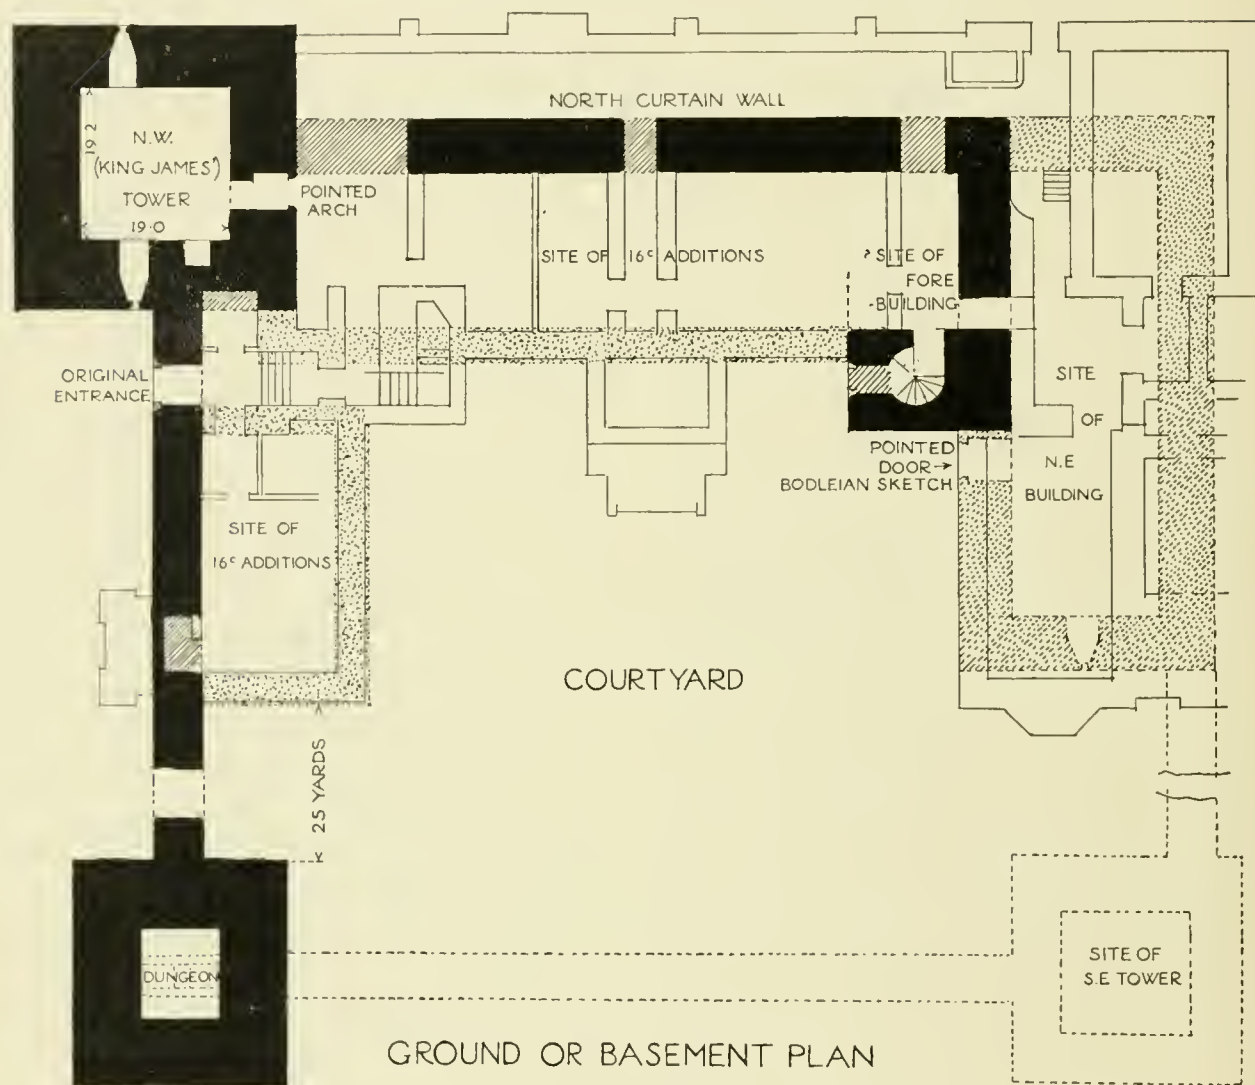 NORTH CURTAIN WALL
N.W.
(KING JAMES')
TOWER
19·2
19·0
POINTED
ARCH
SITE OF 16ᶜ ADDITIONS
? SITE OF
FORE
-BUILDING
ORIGINAL
ENTRANCE
SITE
OF
N.E
BUILDING
POINTED
DOOR→
BODLEIAN SKETCH
SITE OF
16ᶜ ADDITIONS
COURTYARD
25 YARDS
DUNGEON
SITE OF
S.E TOWER
GROUND OR BASEMENT PLAN